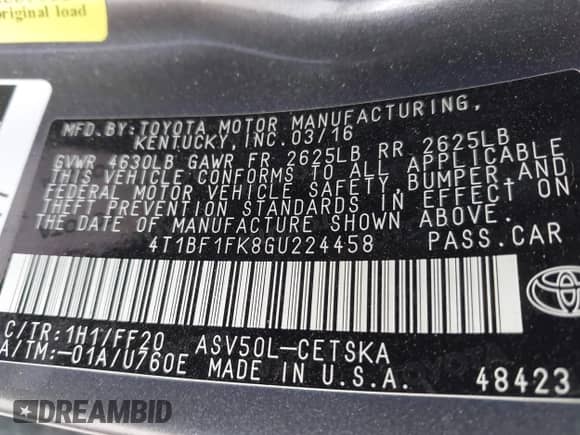 original load
MFD.BY:TOYOTA MOTOR MANUFACTURING,
KENTUCKY, INC. 03/16
GVWR 4630LB GAWR FR 2625LB RR 2625LB
THIS VEHICLE CONFORMS TO ALL APPLICABLE
FEDERAL MOTOR VEHICLE SAFETY, BUMPER, AND
THEFT PREVENTION STANDARDS IN EFFECT ON
THE DATE OF MANUFACTURE SHOWN ABOVE.
4T1BF1FK8GU224458 PASS.CAR
C/TR:1H1/FF20 ASV50L-CETSKA
A/TM:-01A/U760E MADE IN U.S.A. 48423
DREAMBID